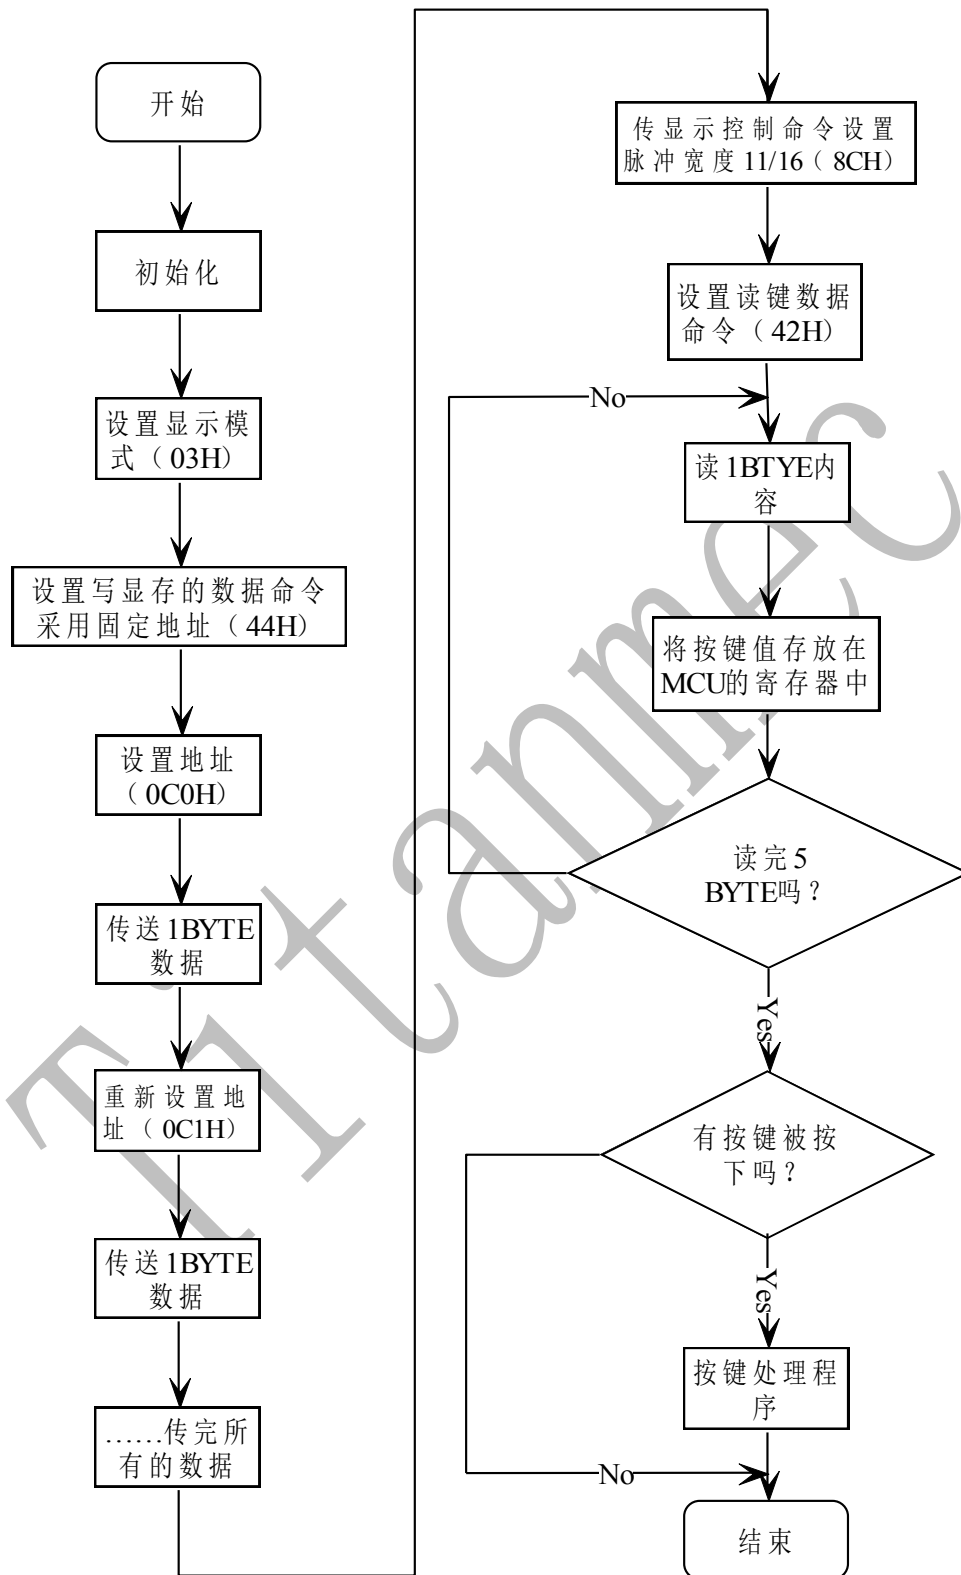 开始
初始化
设置显示模
式（03H）
设置写显存的数据命令
采用固定地址（44H）
设置地址
（0C0H）
传送1BYTE
数据
重新设置地
址（0C1H）
传送1BYTE
数据
……传完所
有的数据
传显示控制命令设置
脉冲宽度11/16（8CH）
设置读键数据
命令（42H）
No
读1BTYE内
容
将按键值存放在
MCU的寄存器中
读完5
BYTE吗？
Yes
有按键被按
下吗？
Yes
按键处理程
序
No
结束
Titanmec